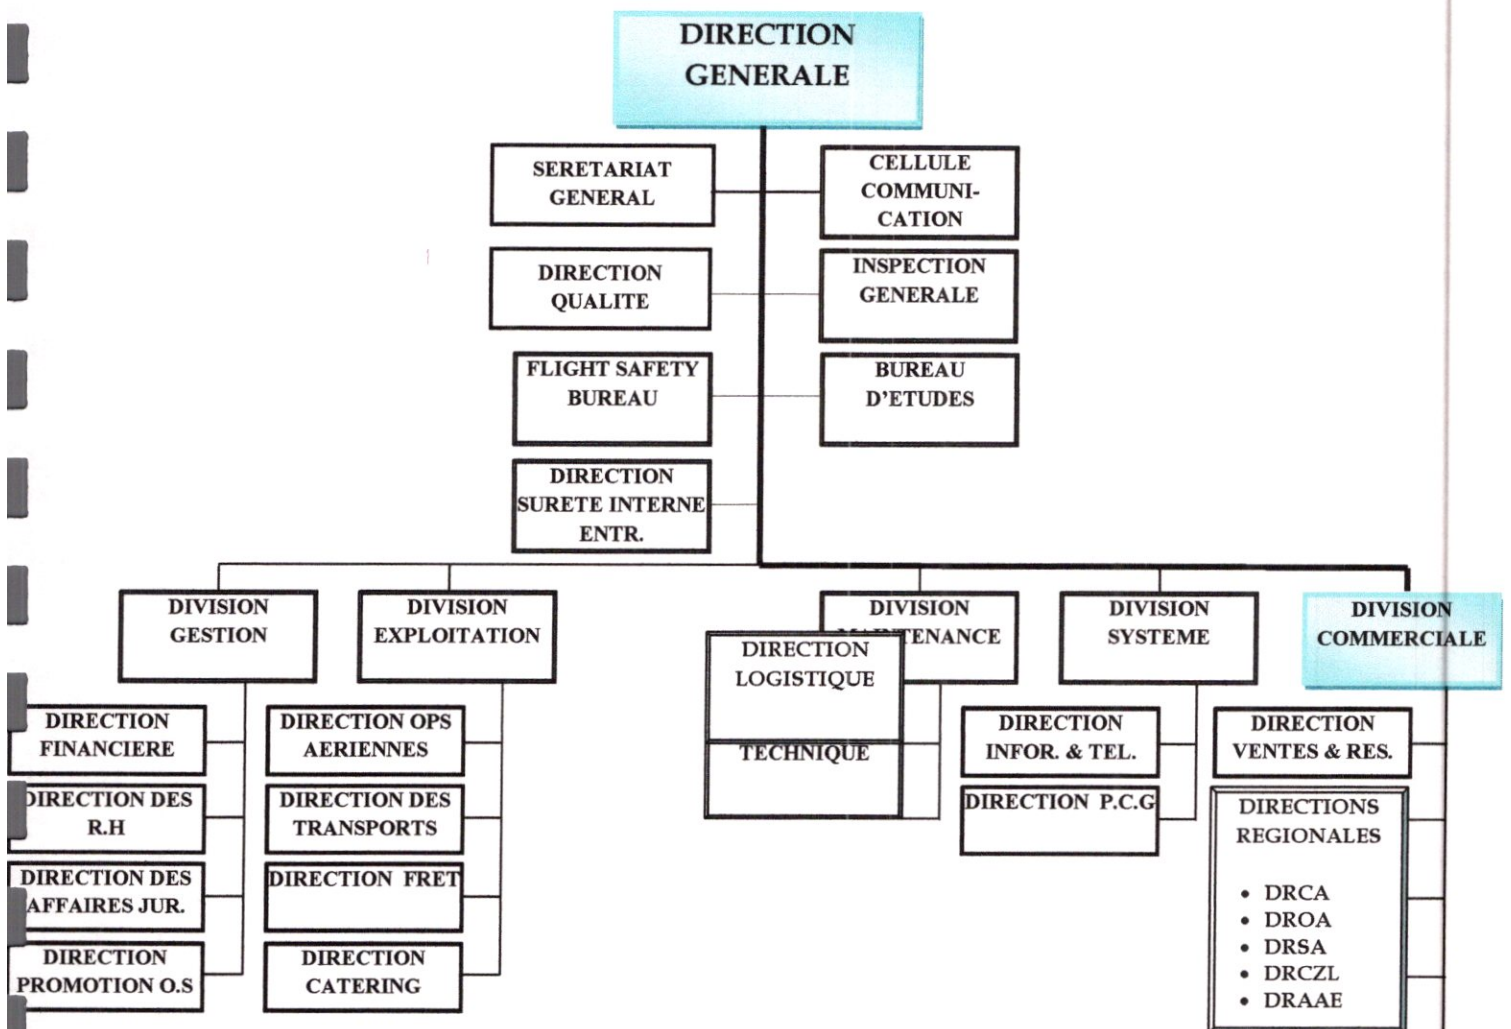 DIRECTION
GENERALE
SERETARIAT
GENERAL
CELLULE
COMMUNI-
CATION
DIRECTION
QUALITE
INSPECTION
GENERALE
FLIGHT SAFETY
BUREAU
BUREAU
D'ETUDES
DIRECTION
SURETE INTERNE
ENTR.
DIVISION
GESTION
DIVISION
EXPLOITATION
DIVISION
DIVISION
SYSTEME
DIVISION
COMMERCIALE
DIRECTION
LOGISTIQUE
TECHNIQUE
DIRECTION
FINANCIERE
DIRECTION DES
R.H
DIRECTION DES
AFFAIRES JUR.
DIRECTION
PROMOTION O.S
DIRECTION OPS
AERIENNES
DIRECTION DES
TRANSPORTS
DIRECTION FRET
DIRECTION
CATERING
DIRECTION
INFOR. & TEL.
DIRECTION P.C.G
DIRECTION
VENTES & RES.
DIRECTIONS
REGIONALES
• DRCA
• DROA
• DRSA
• DRCZL
• DRAAE